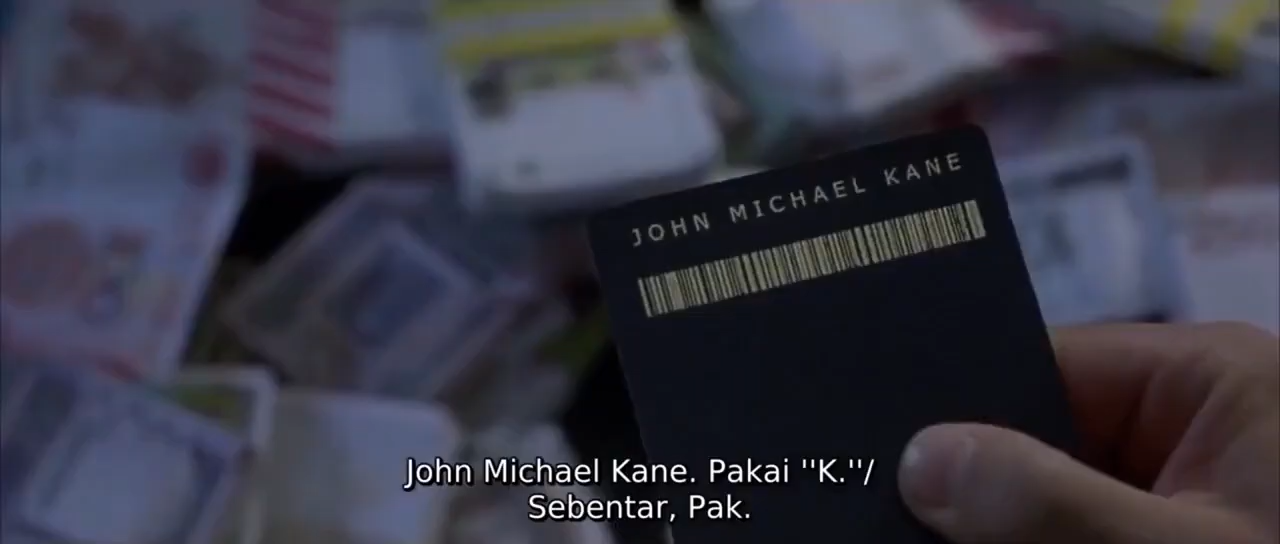 JOHN MICHAEL KANE
John Michael Kane. Pakai ''K.''/
Sebentar, Pak.